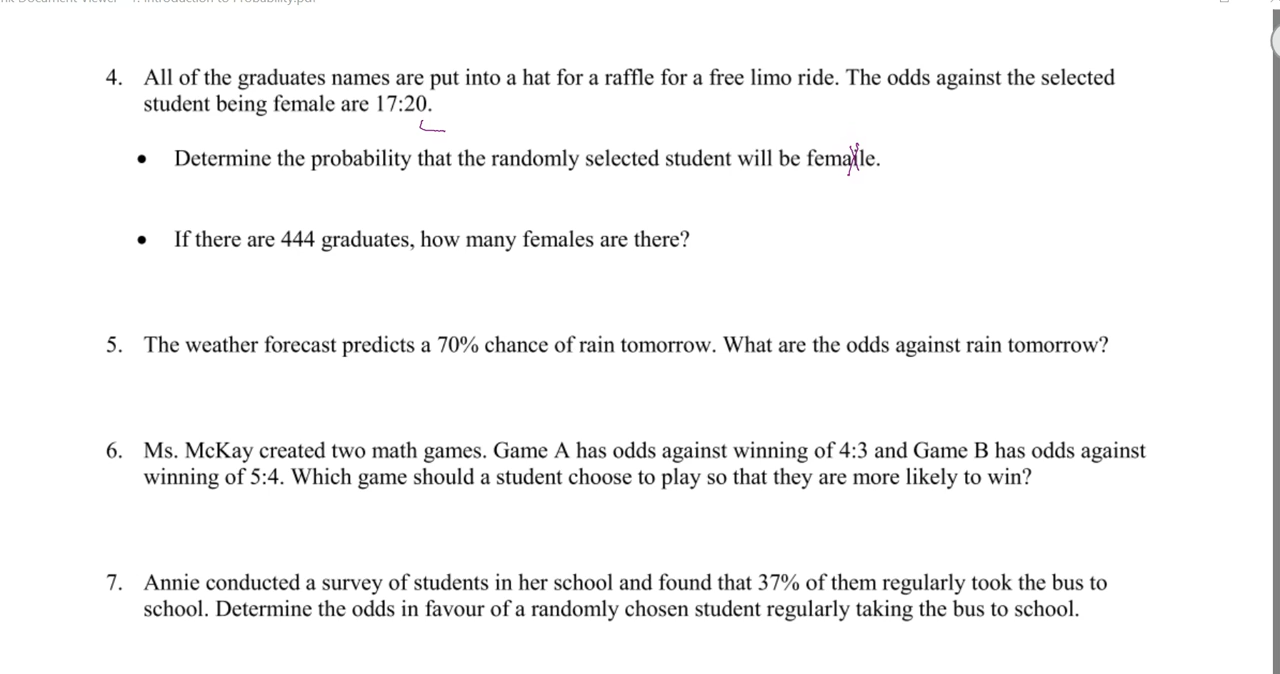 4. All of the graduates names are put into a hat for a raffle for a free limo ride. The odds against the selected
student being female are 17:20.
• Determine the probability that the randomly selected student will be female.
• If there are 444 graduates, how many females are there?
5. The weather forecast predicts a 70% chance of rain tomorrow. What are the odds against rain tomorrow?
6. Ms. McKay created two math games. Game A has odds against winning of 4:3 and Game B has odds against
winning of 5:4. Which game should a student choose to play so that they are more likely to win?
7. Annie conducted a survey of students in her school and found that 37% of them regularly took the bus to
school. Determine the odds in favour of a randomly chosen student regularly taking the bus to school.